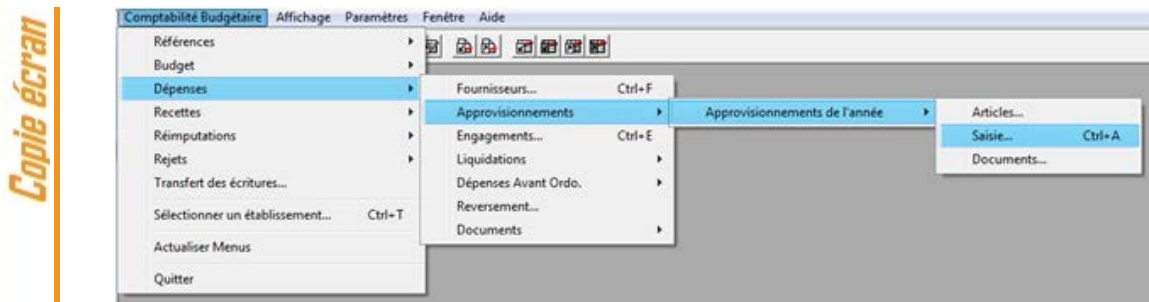 Copie écran
Comptabilité Budgétaire Affichage Paramètres Fenêtre Aide
Références
Budget
Dépenses
Recettes
Réimputations
Rejets
Transfert des écritures...
Sélectionner un établissement... Ctrl+T
Actualiser Menus
Quitter
Fournisseurs... Ctrl+F
Approvisionnements
Engagements... Ctrl+E
Liquidations
Dépenses Avant Ordo.
Reversement...
Documents
Approvisionnements de l'année
Articles...
Saisie... Ctrl+A
Documents...